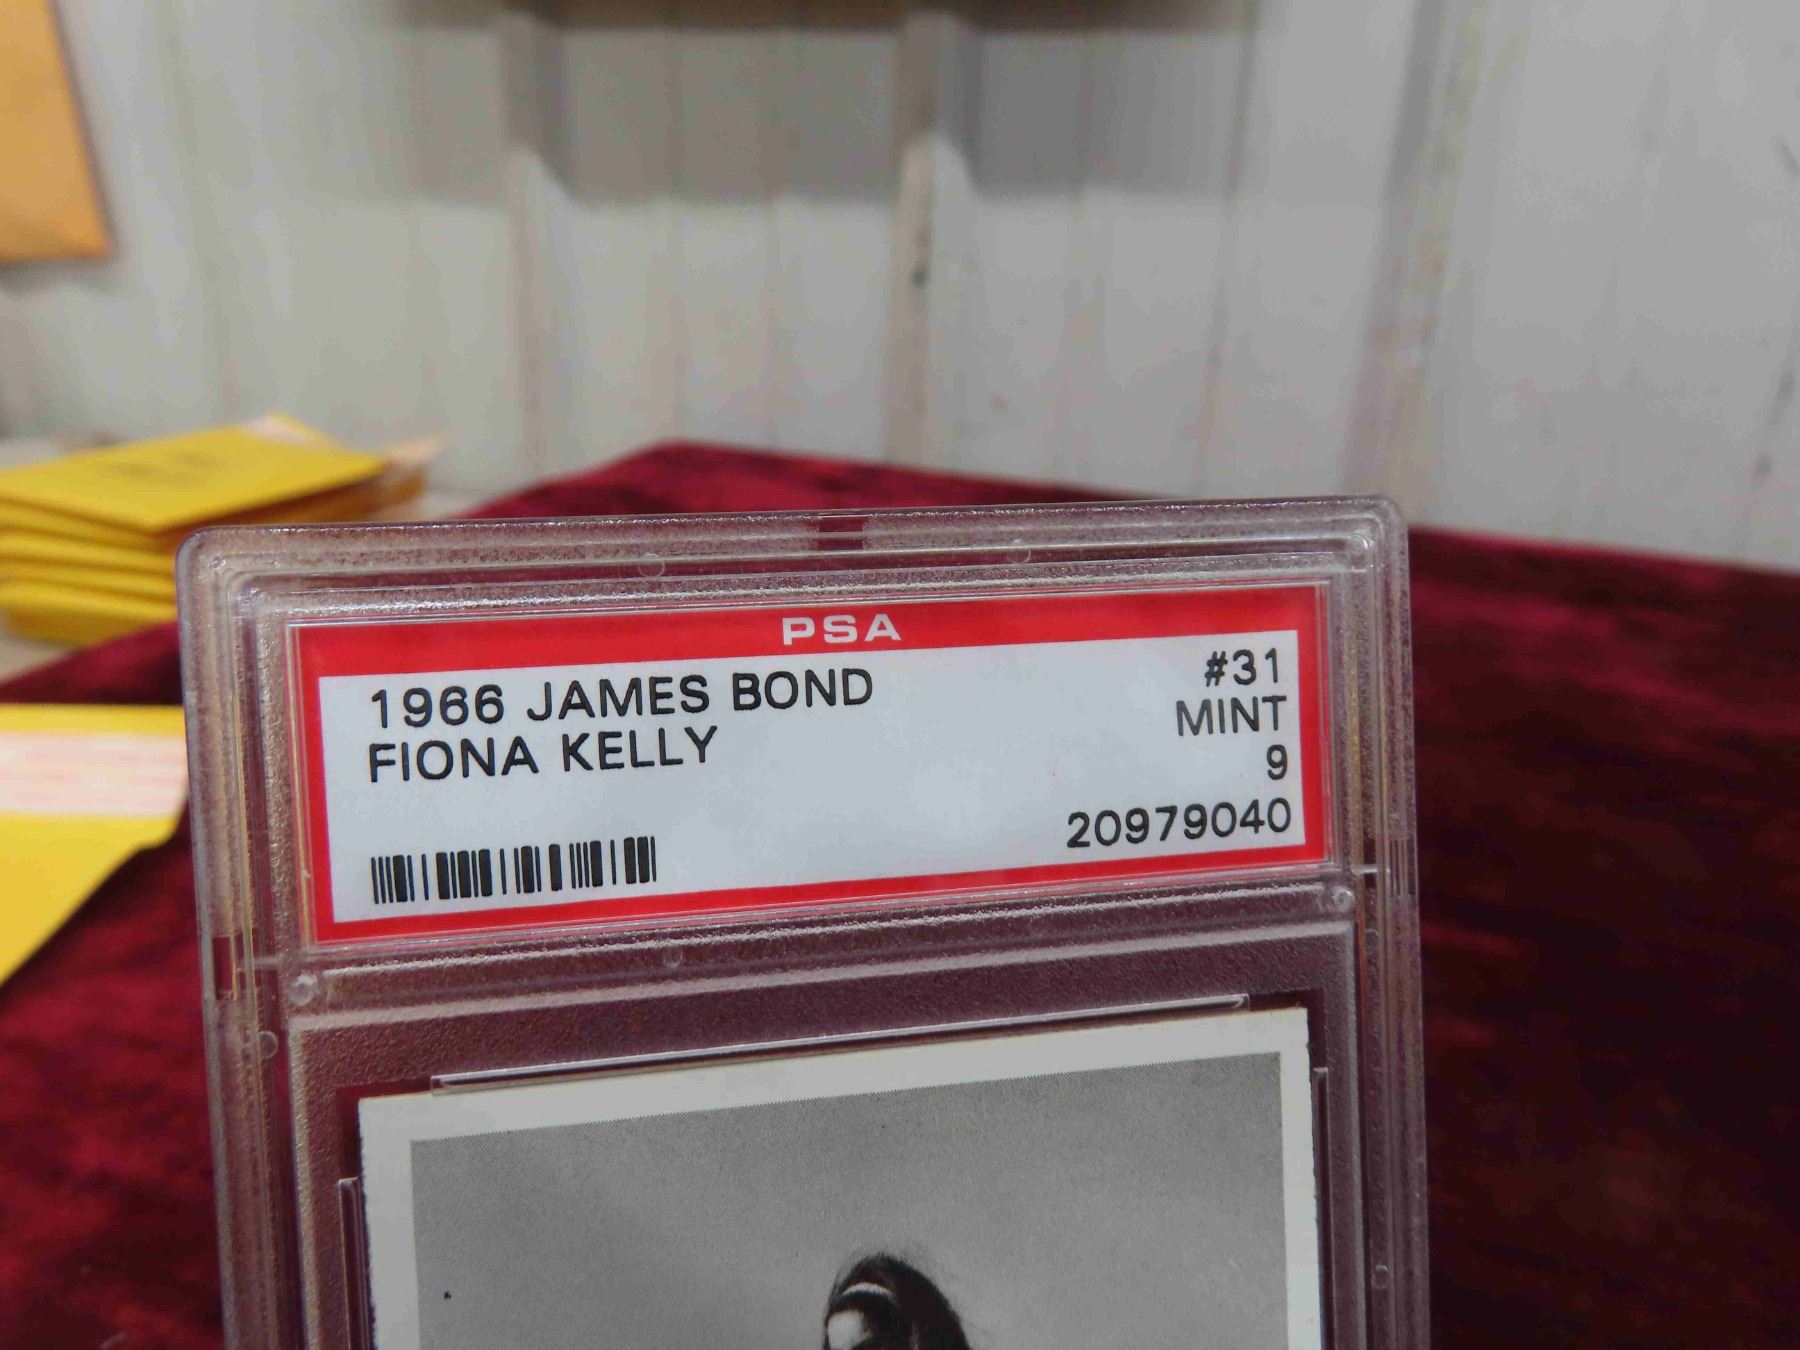 PSA
1966 JAMES BOND
FIONA KELLY
#31
MINT
9
20979040